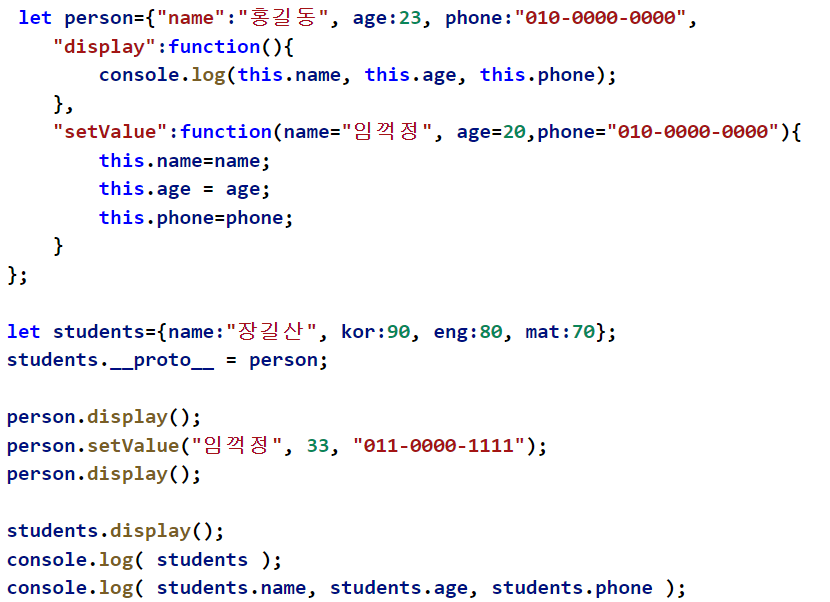 let person={"name":"홍길동", age:23, phone:"010-0000-0000",
    "display":function(){
        console.log(this.name, this.age, this.phone);
    },
    "setValue":function(name="임꺽정", age=20,phone="010-0000-0000"){
        this.name=name;
        this.age = age;
        this.phone=phone;
    }
};

let students={name:"장길산", kor:90, eng:80, mat:70};
students.__proto__ = person;

person.display();
person.setValue("임꺽정", 33, "011-0000-1111");
person.display();

students.display();
console.log( students );
console.log( students.name, students.age, students.phone );